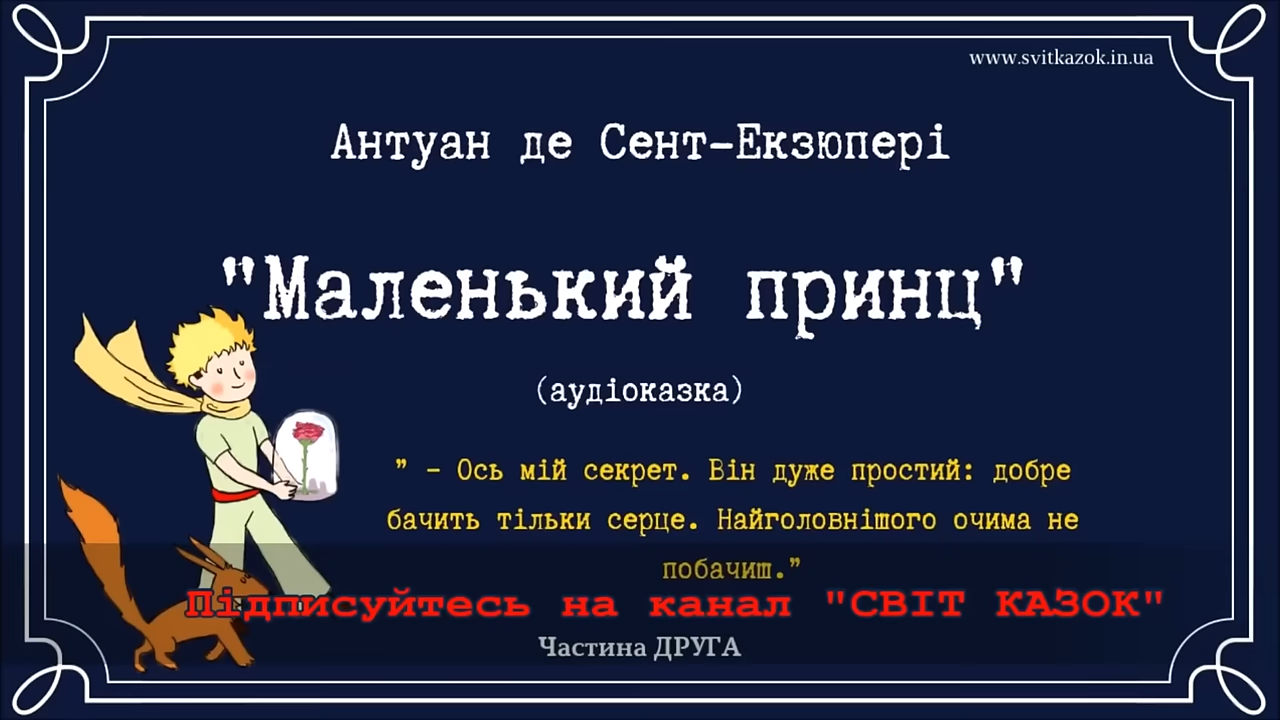 www.svitkazok.in.ua
Антуан де Сент-Екзюпері
"Маленький принц"
(аудіоказка)
” - Ось мій секрет. Він дуже простий: добре
бачить тільки серце. Найголовнішого очима не
побачиш.”
Підписуйтесь на канал "СВІТ КАЗОК"
Частина ДРУГА